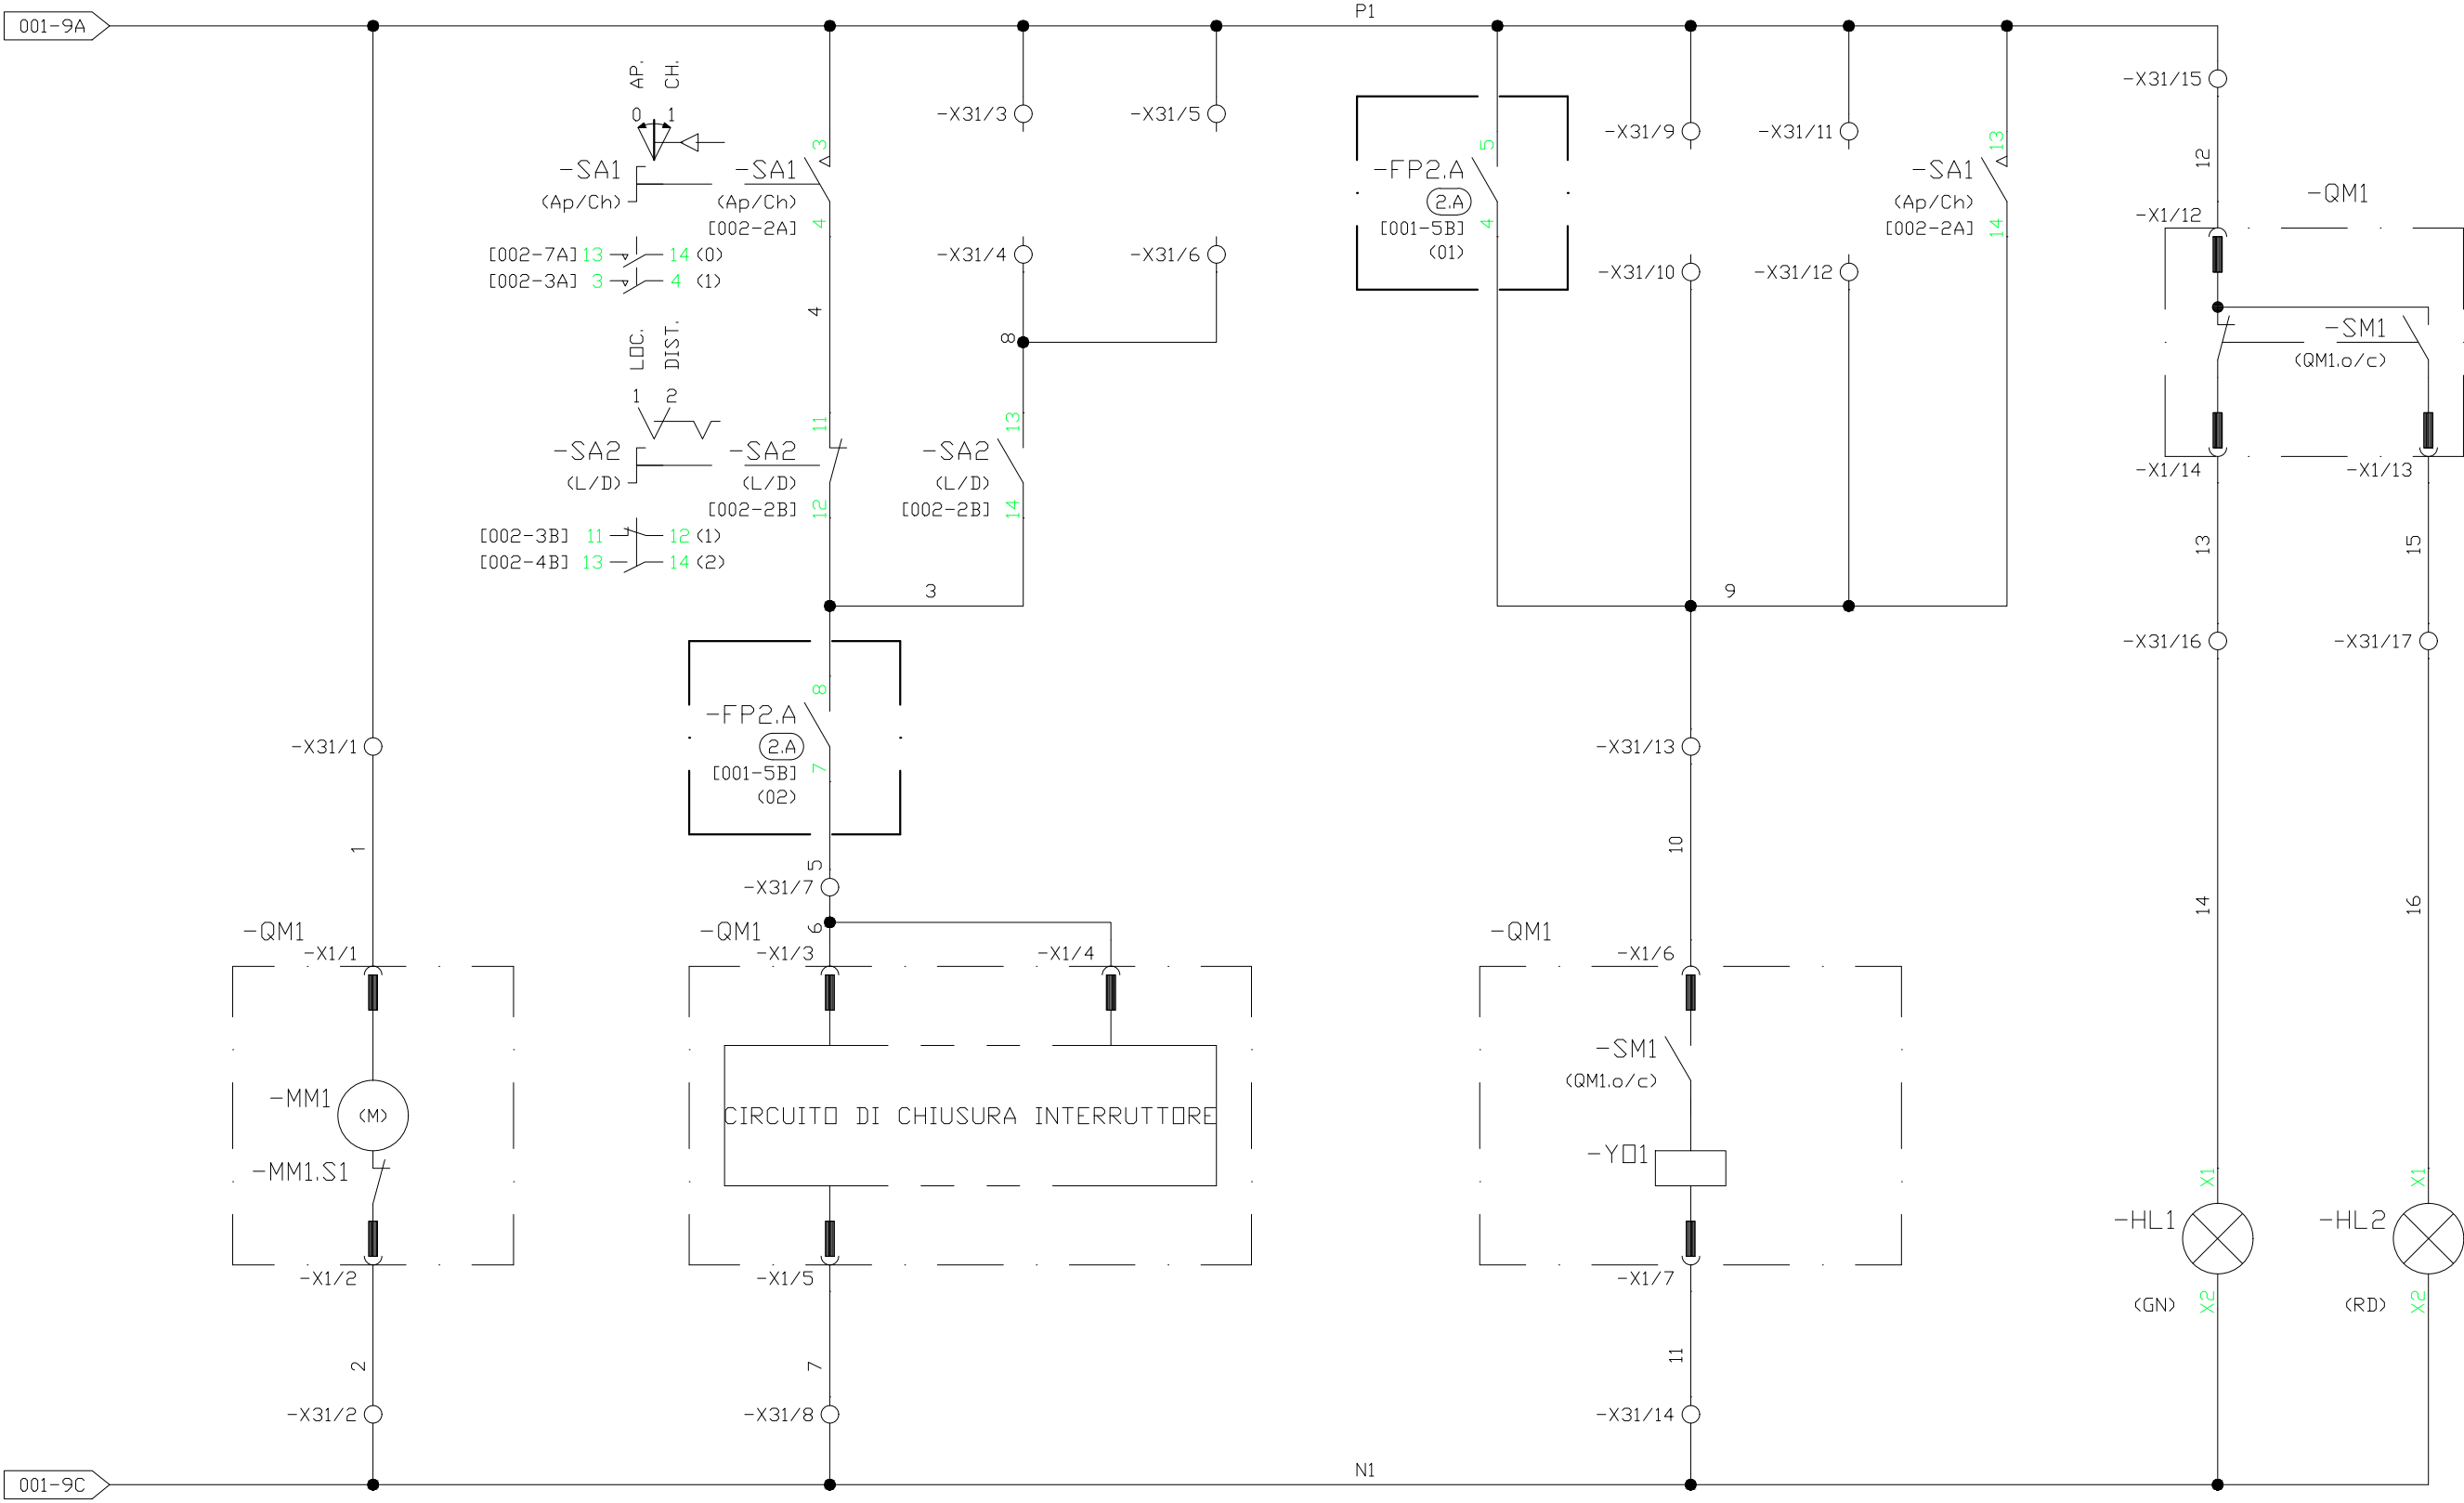 001-9A
P1
AP.
CH.
0 1
-SA1
(Ap/Ch)
[002-7A] 13 14 (0)
[002-3A] 3 4 (1)
3
-SA1
(Ap/Ch)
[002-2A]
4
4
LOC.
DIST.
1 2
-SA2
(L/D)
[002-3B] 11 12 (1)
[002-4B] 13 14 (2)
11
-SA2
(L/D)
[002-2B]
12
-X31/3
-X31/4
8
13
-SA2
(L/D)
[002-2B]
14
3
-X31/5
-X31/6
5
-FP2.A
2.A
[001-5B]
4
(01)
-X31/9
-X31/10
-X31/11
-X31/12
13
-SA1
(Ap/Ch)
[002-2A]
14
9
-X31/15
12
-QM1
-X1/12
-SM1
(QM1.o/c)
-X1/14
-X1/13
13
15
-X31/16
-X31/17
14
16
8
-FP2.A
2.A
[001-5B]
7
(02)
5
-X31/7
6
-X31/1
1
-QM1
-X1/1
-MM1
(M)
-MM1.S1
-X1/2
2
-X31/2
-QM1
-X1/3
-X1/4
CIRCUITO DI CHIUSURA INTERRUTTORE
-X1/5
7
-X31/8
-X31/13
10
-QM1
-X1/6
-SM1
(QM1.o/c)
-YO1
-X1/7
11
-X31/14
X1
-HL1
(GN)
X2
X1
-HL2
(RD)
X2
001-9C
N1